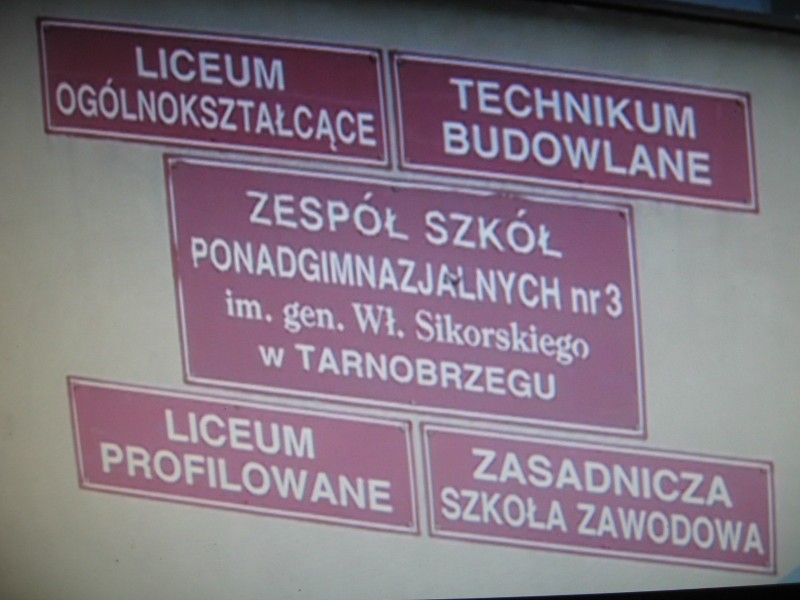 LICEUM
OGÓLNOKSZTAŁCĄCE
TECHNIKUM
BUDOWLANE
ZESPÓŁ SZKÓŁ
PONADGIMNAZJALNYCH nr 3
im. gen. Wł. Sikorskiego
w TARNOBRZEGU
LICEUM
PROFILOWANE
ZASADNICZA
SZKOŁA ZAWODOWA